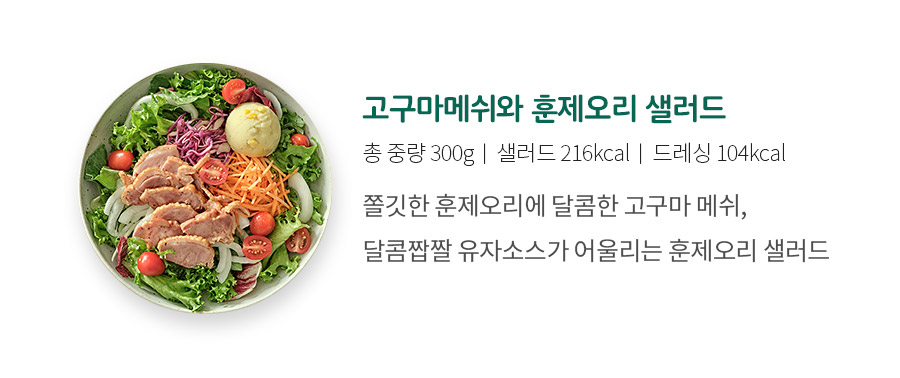 고구마메쉬와 훈제오리 샐러드
총 중량 300g | 샐러드 216kcal | 드레싱 104kcal
쫄깃한 훈제오리에 달콤한 고구마 메쉬,
달콤짭짤 유자소스가 어울리는 훈제오리 샐러드